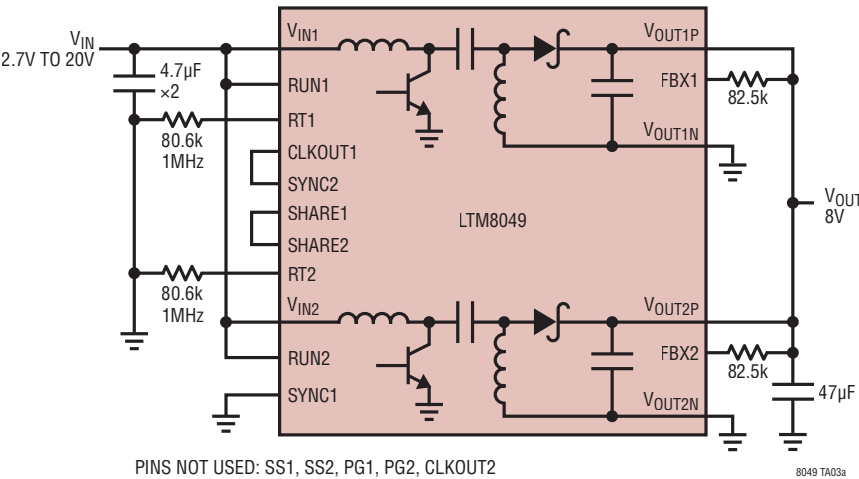 VIN
2.7V TO 20V
4.7µF
×2
80.6k
1MHz
80.6k
1MHz
VIN1
RUN1
RT1
CLKOUT1
SYNC2
SHARE1
SHARE2
RT2
VIN2
RUN2
SYNC1
LTM8049
VOUT1P
FBX1
82.5k
VOUT1N
VOUT
8V
VOUT2P
FBX2
82.5k
VOUT2N
47µF
PINS NOT USED: SS1, SS2, PG1, PG2, CLKOUT2
8049 TA03a